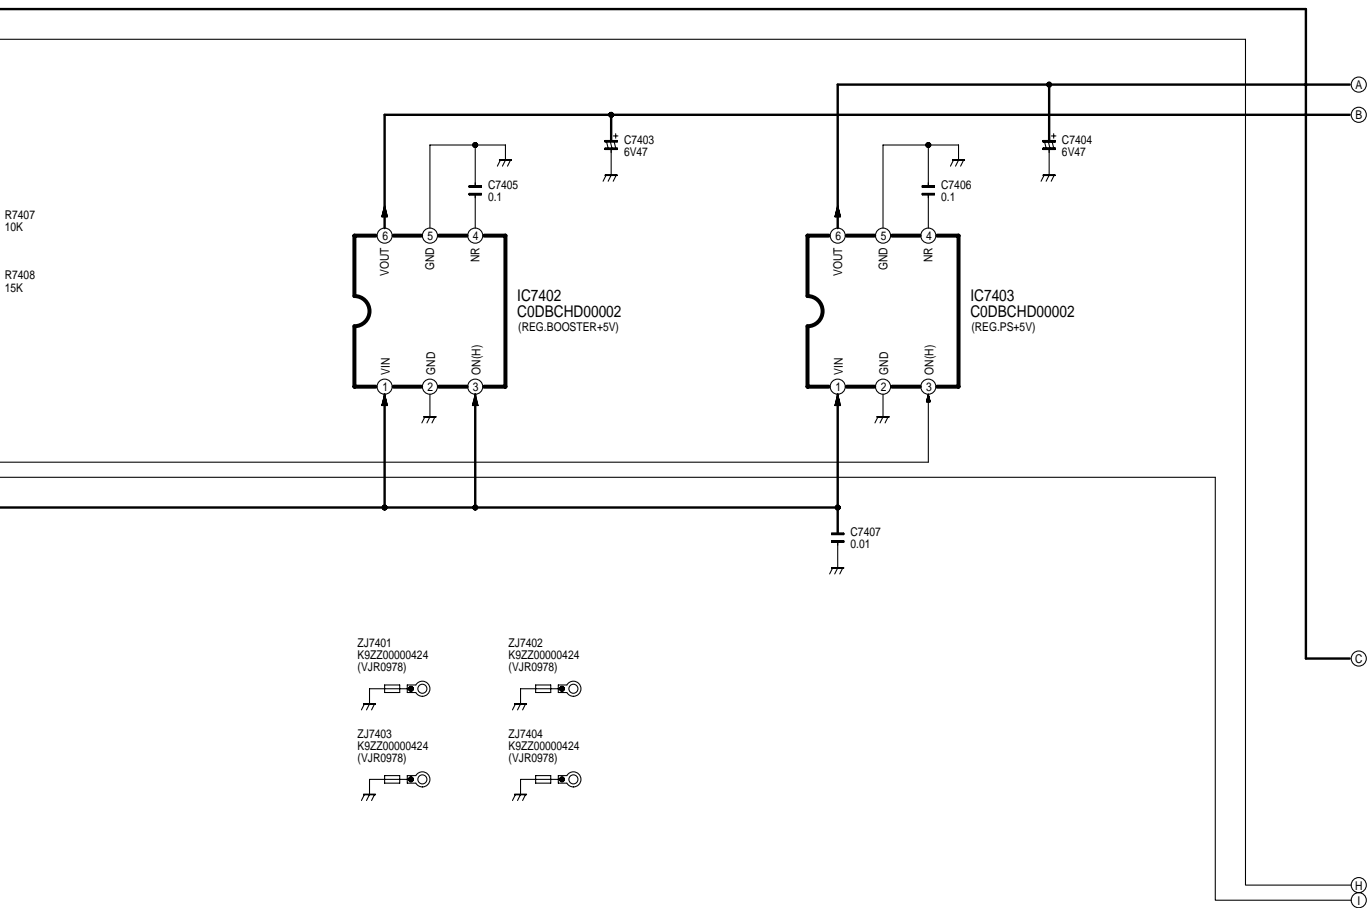 A
B
C7403
6V47
C7404
6V47
C7405
0.1
C7406
0.1
R7407
10K
R7408
15K
6
5
4
VOUT
GND
NR
IC7402
C0DBCHD00002
(REG.BOOSTER+5V)
VIN
GND
ON(H)
1
2
3
6
5
4
VOUT
GND
NR
IC7403
C0DBCHD00002
(REG.PS+5V)
VIN
GND
ON(H)
1
2
3
C7407
0.01
ZJ7401
K9ZZ00000424
(VJR0978)
ZJ7402
K9ZZ00000424
(VJR0978)
C
ZJ7403
K9ZZ00000424
(VJR0978)
ZJ7404
K9ZZ00000424
(VJR0978)
H
I